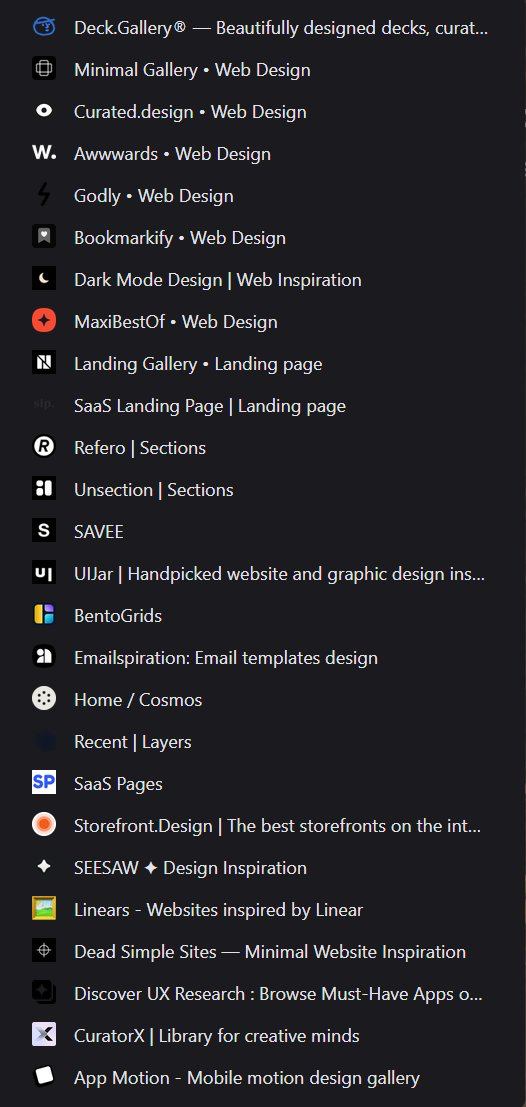 Deck.Gallery® — Beautifully designed decks, curat...
Minimal Gallery • Web Design
Curated.design • Web Design
W. Awwwards • Web Design
Godly • Web Design
Bookmarkify • Web Design
Dark Mode Design | Web Inspiration
MaxiBestOf • Web Design
N Landing Gallery • Landing page
slp. SaaS Landing Page | Landing page
R Refero | Sections
Unsection | Sections
S SAVEE
UI UIJar | Handpicked website and graphic design ins...
BentoGrids
Emailspiration: Email templates design
Home / Cosmos
Recent | Layers
SP SaaS Pages
Storefront.Design | The best storefronts on the int...
SEESAW ✦ Design Inspiration
Linears - Websites inspired by Linear
Dead Simple Sites — Minimal Website Inspiration
Discover UX Research : Browse Must-Have Apps o...
X CuratorX | Library for creative minds
App Motion - Mobile motion design gallery